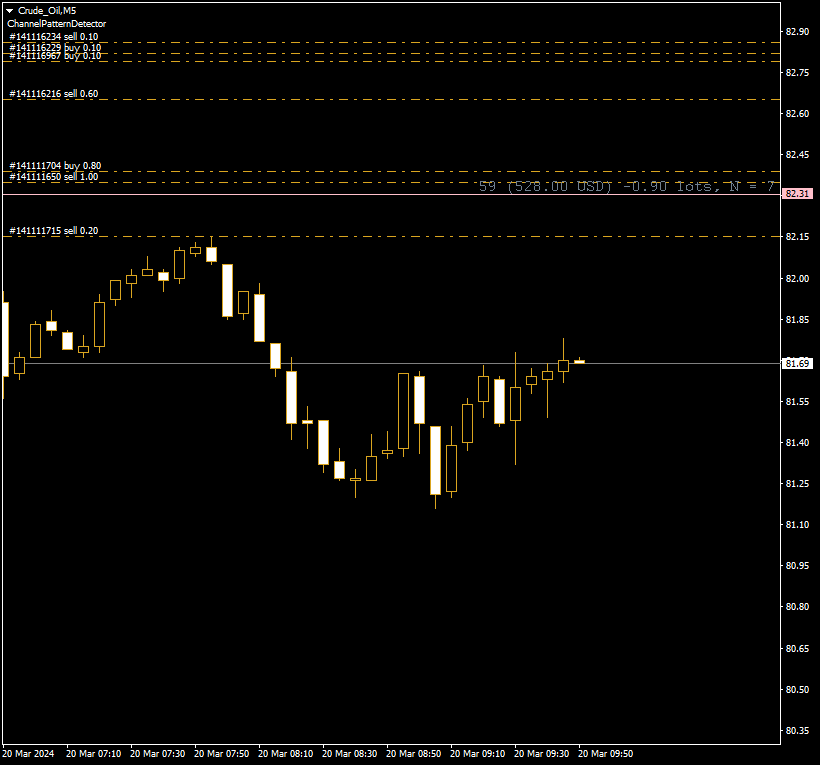 Crude_Oil,M5
ChannelPatternDetector
#141116234 sell 0.10
#141116229 buy 0.10
#141116967 buy 0.10
#141116216 sell 0.60
#141111704 buy 0.80
#141111650 sell 1.00
59 (528.00 USD) -0.90 lots, N = 7
#141111715 sell 0.20
82.90
82.75
82.60
82.45
82.31
82.15
82.00
81.85
81.69
81.55
81.40
81.25
81.10
80.95
80.80
80.65
80.50
80.35
20 Mar 2024
20 Mar 07:10
20 Mar 07:30
20 Mar 07:50
20 Mar 08:10
20 Mar 08:30
20 Mar 08:50
20 Mar 09:10
20 Mar 09:30
20 Mar 09:50